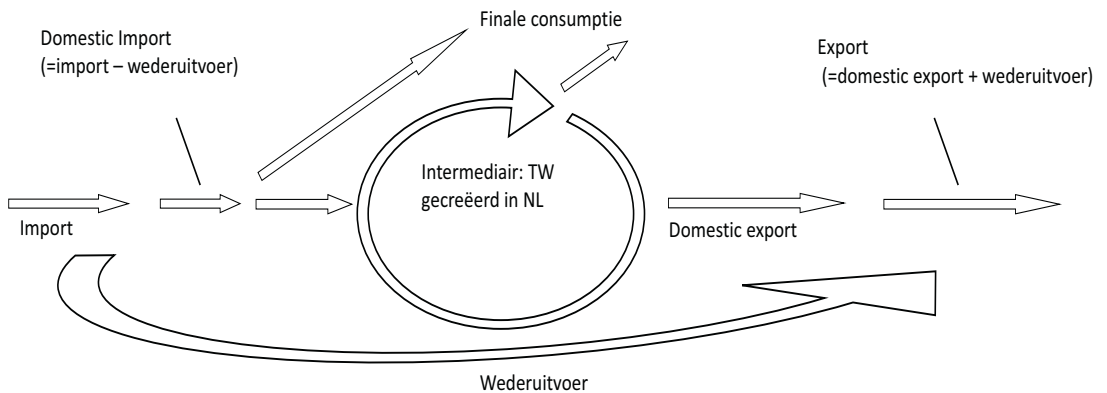 Finale consumptie
Domestic Import
(=import – wederuitvoer)
Export
(=domestic export + wederuitvoer)
Intermediair: TW
gecreëerd in NL
Import
Domestic export
Wederuitvoer